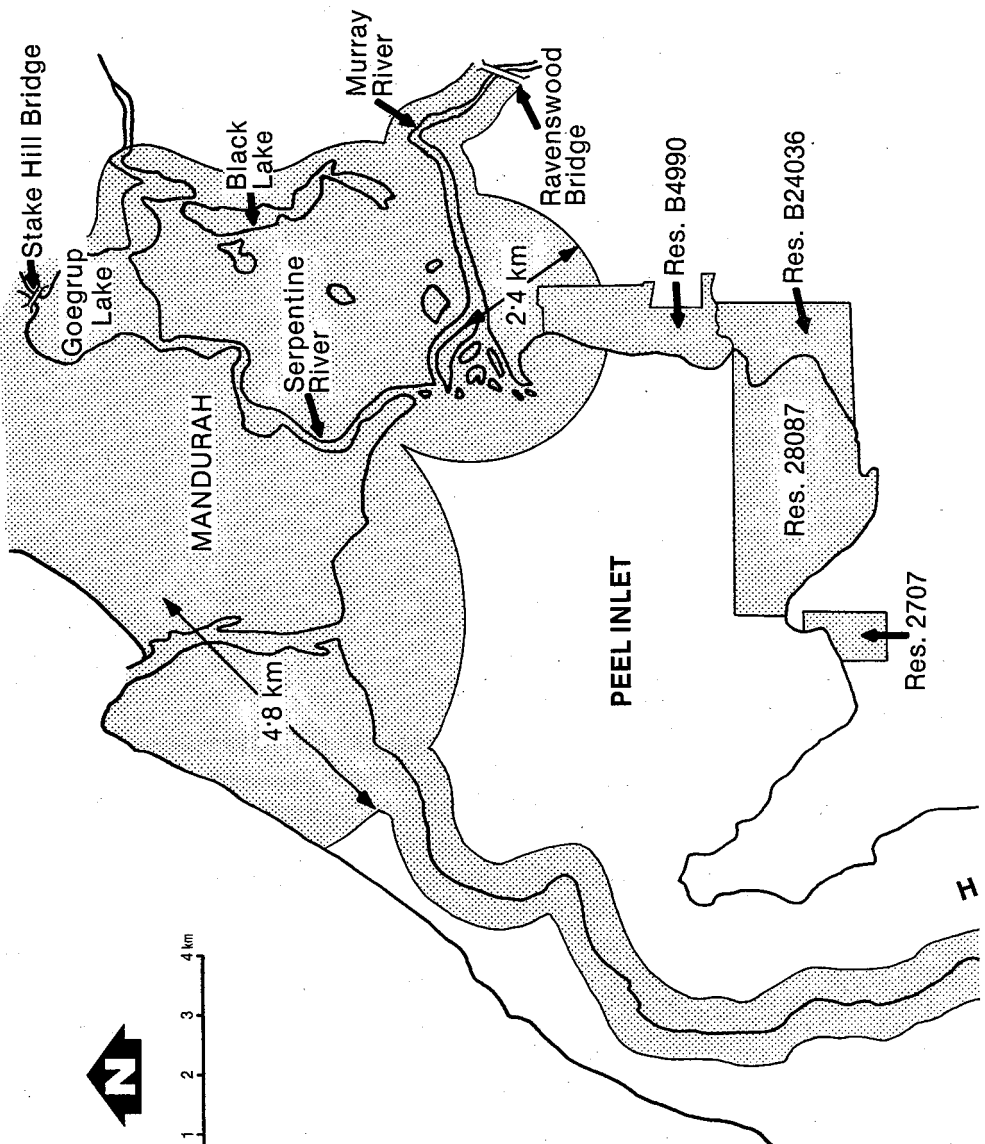 Stake Hill Bridge
Goegrup
Lake
Black
Lake
Murray
River
Ravenswood
Bridge
Serpentine
River
MANDURAH
2·4 km
Res. B4990
Res. B24036
Res. 28087
4·8 km
PEEL INLET
Res. 2707
H
N
1
2
3
4 km